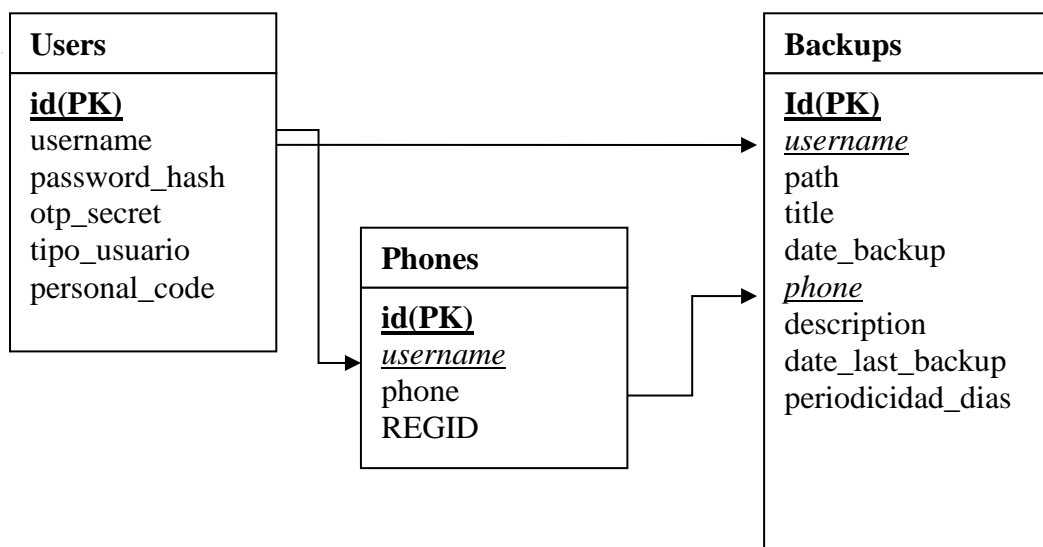 Users
id(PK)
username
password_hash
otp_secret
tipo_usuario
personal_code
Phones
id(PK)
username
phone
REGID
Backups
Id(PK)
username
path
title
date_backup
phone
description
date_last_backup
periodicidad_dias